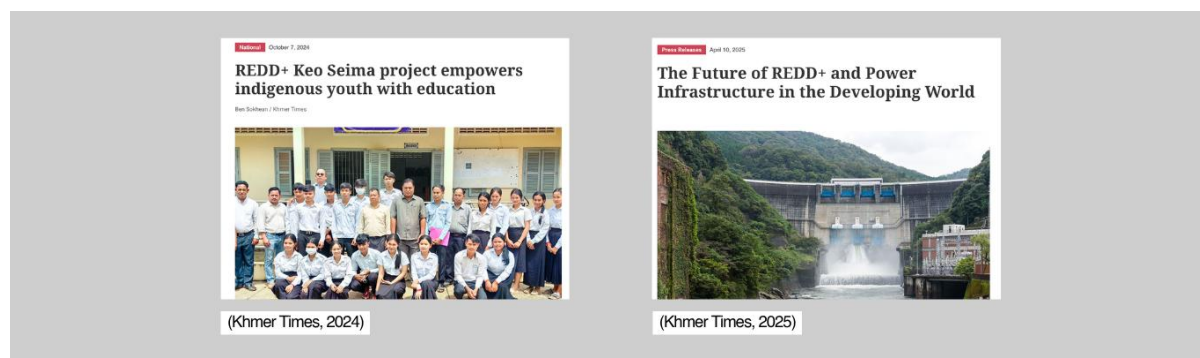 National October 7, 2024
REDD+ Keo Seima project empowers
indigenous youth with education
Ben Sokhean / Khmer Times
(Khmer Times, 2024)
Press Releases April 10, 2025
The Future of REDD+ and Power
Infrastructure in the Developing World
(Khmer Times, 2025)